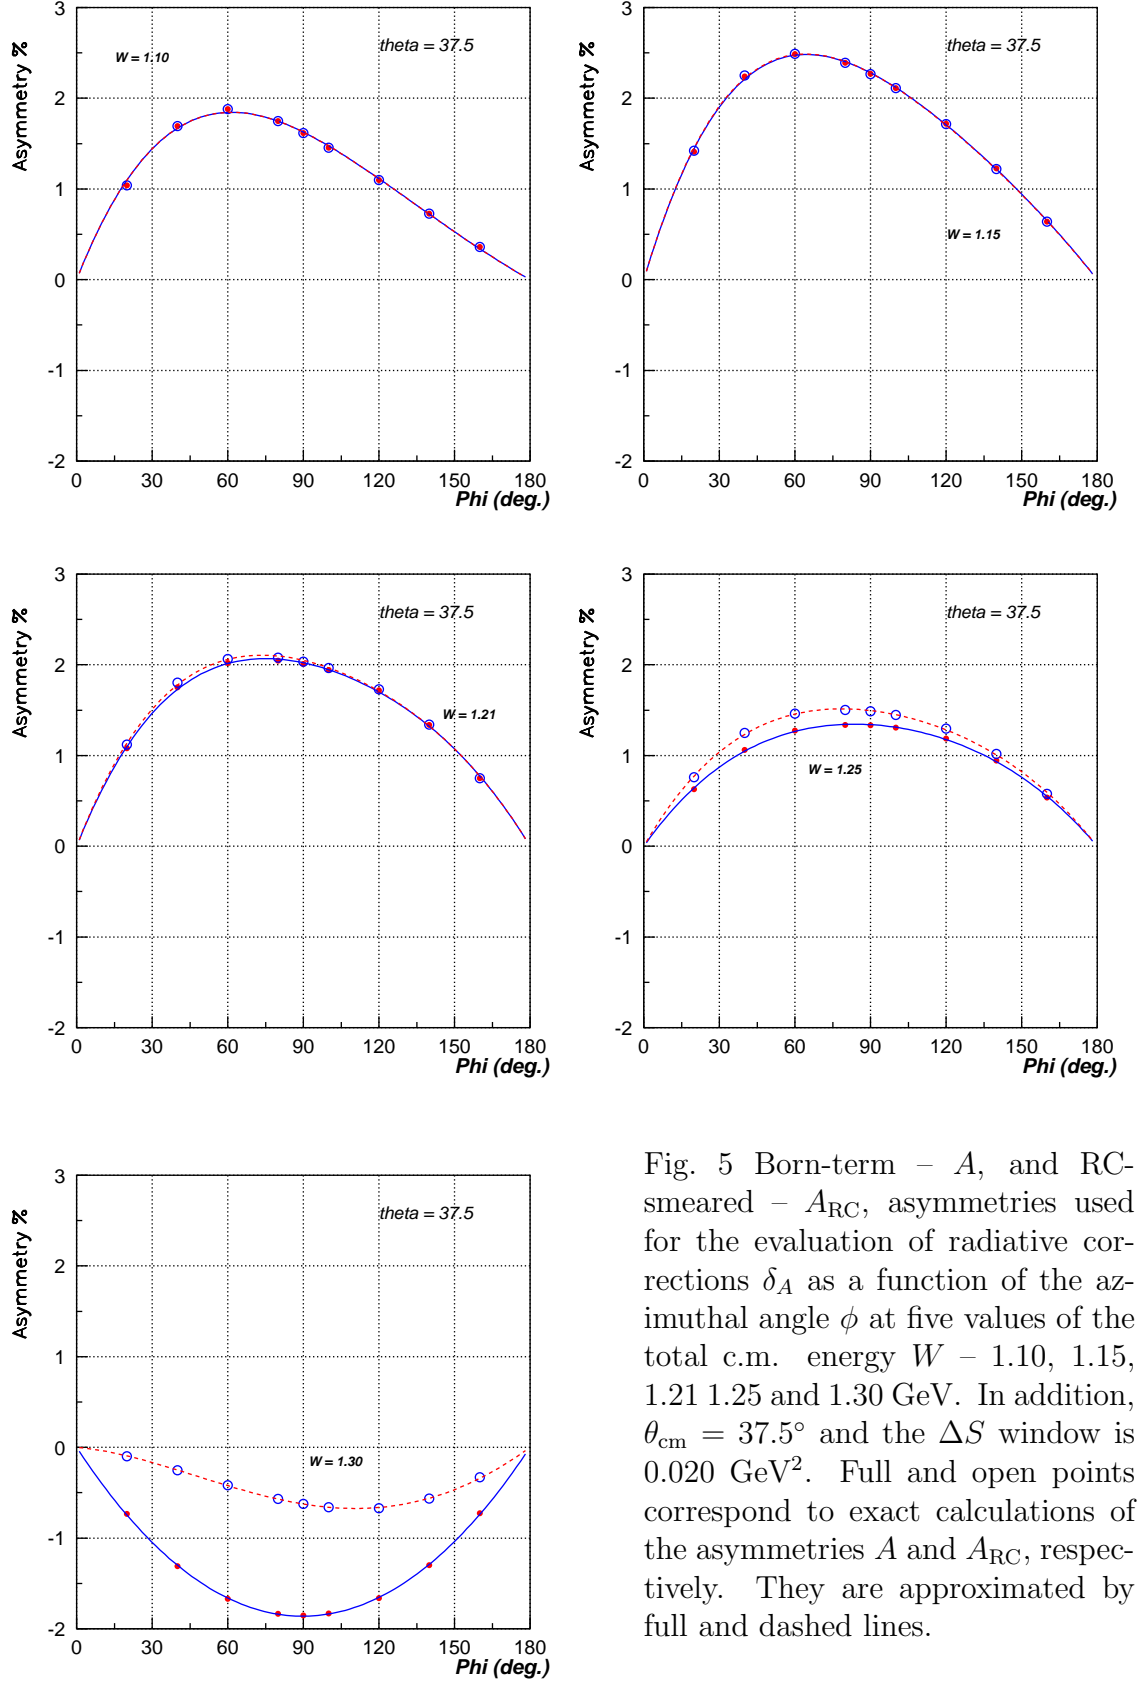 Asymmetry %
3
2
1
0
-1
-2
theta = 37.5
W = 1.10
0 30 60 90 120 150 180
Phi (deg.)
Asymmetry %
3
2
1
0
-1
-2
theta = 37.5
W = 1.15
0 30 60 90 120 150 180
Phi (deg.)
Asymmetry %
3
2
1
0
-1
-2
theta = 37.5
W = 1.21
0 30 60 90 120 150 180
Phi (deg.)
Asymmetry %
3
2
1
0
-1
-2
theta = 37.5
W = 1.25
0 30 60 90 120 150 180
Phi (deg.)
Asymmetry %
3
2
1
0
-1
-2
theta = 37.5
W = 1.30
0 30 60 90 120 150 180
Phi (deg.)
Fig. 5 Born-term – A, and RC-
smeared – A_RC, asymmetries used
for the evaluation of radiative cor-
rections δ_A as a function of the az-
imuthal angle ϕ at five values of the
total c.m. energy W – 1.10, 1.15,
1.21 1.25 and 1.30 GeV. In addition,
θ_cm = 37.5° and the ΔS window is
0.020 GeV². Full and open points
correspond to exact calculations of
the asymmetries A and A_RC, respec-
tively. They are approximated by
full and dashed lines.